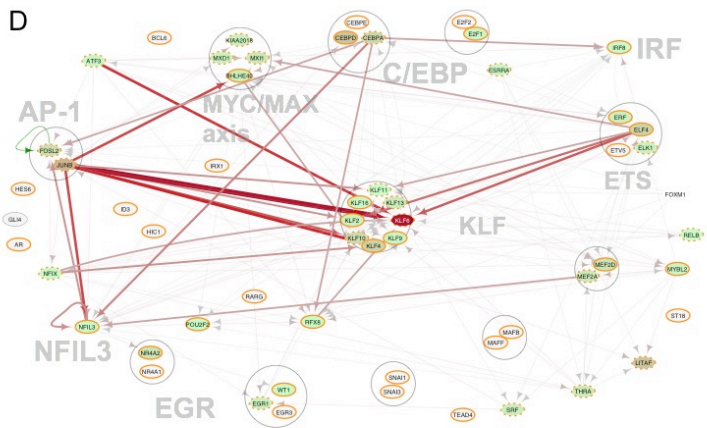 D
BCL6
KIAA2018
MXD1
MXI1
BHLHE40
CEBPE
CEBPD
CEBPA
E2F2
E2F1
IRF8
IRF
ATF3
C/EBP
ESRRA
MYC/MAX
axis
AP-1
ERF
ELF4
ETV5
ELK1
ETS
FOSL2
JUNB
IRX1
KLF11
KLF16
KLF13
KLF2
KLF6
KLF10
KLF9
KLF4
KLF
FOXM1
HES6
ID3
GLI4
HIC1
AR
RELB
NFIX
MEF2D
MEF2A
MYBL2
RARG
NFIL3
POU2F2
RFX8
ST18
NFIL3
MAFB
MAFF
NR4A2
NR4A1
LITAF
SNAI1
SNAI3
WT1
EGR1
EGR3
EGR
THRA
SRF
TEAD4